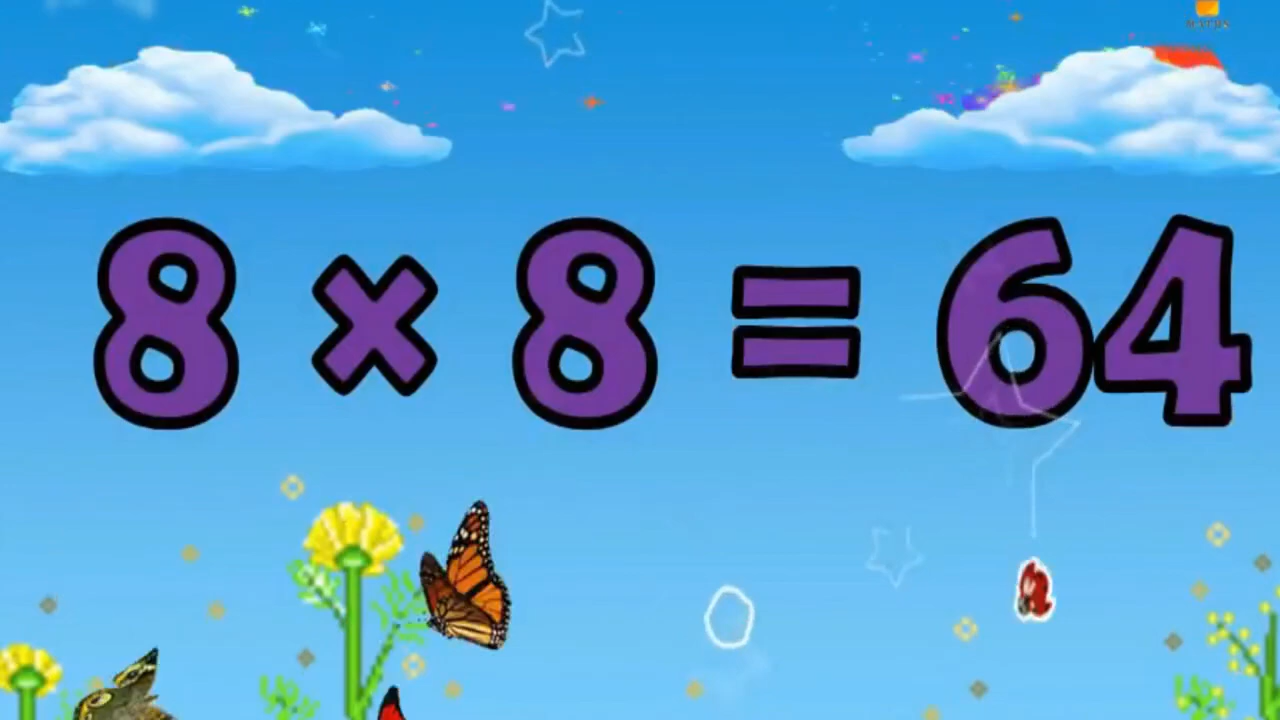 8 × 8 = 64